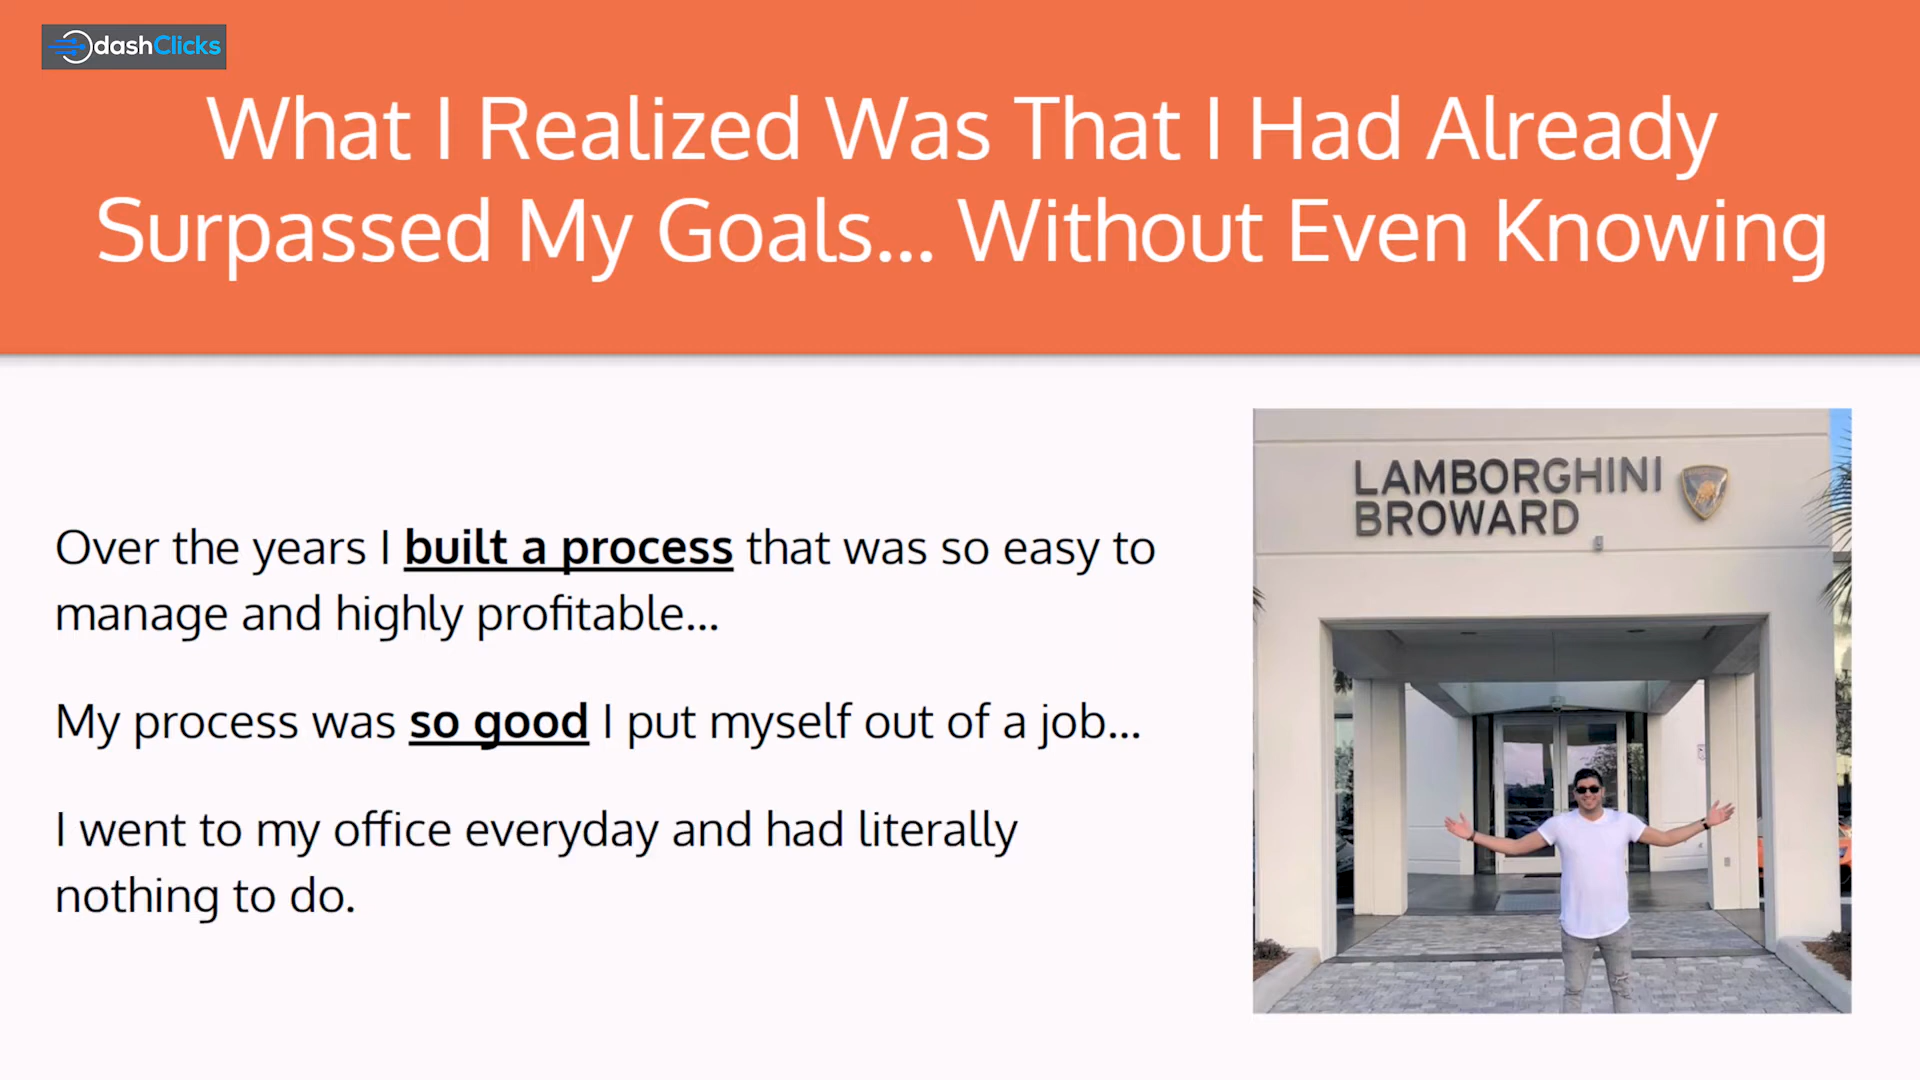 dashClicks
What I Realized Was That I Had Already
Surpassed My Goals... Without Even Knowing
LAMBORGHINI
BROWARD
Over the years I built a process that was so easy to
manage and highly profitable...
My process was so good I put myself out of a job...
I went to my office everyday and had literally
nothing to do.